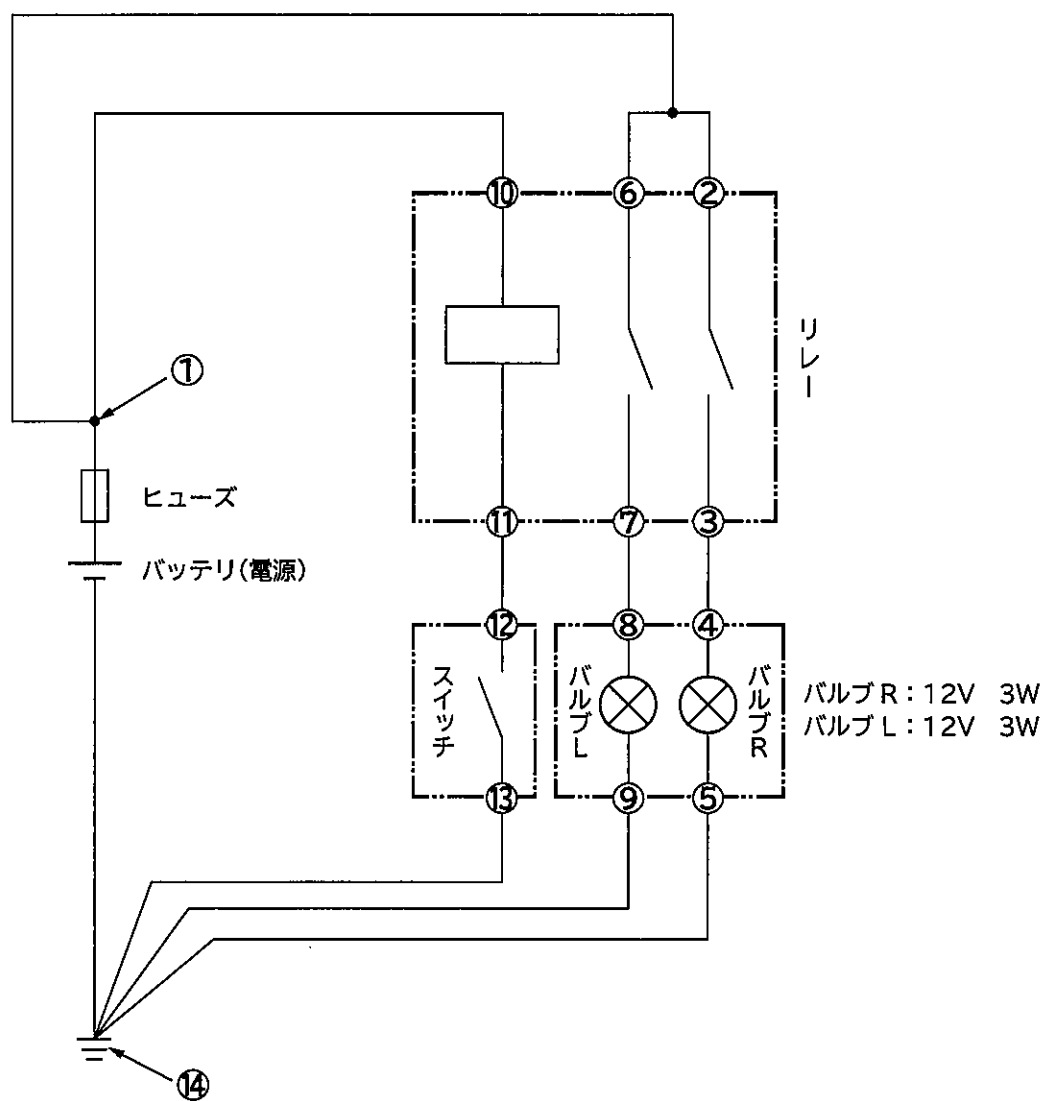 ⑩
⑥
②
リレー
①
ヒューズ
バッテリ(電源)
⑪
⑦
③
⑫
⑧
④
スイッチ
バルブL
バルブR
バルブR:12V 3W
バルブL:12V 3W
⑬
⑨
⑤
⑭